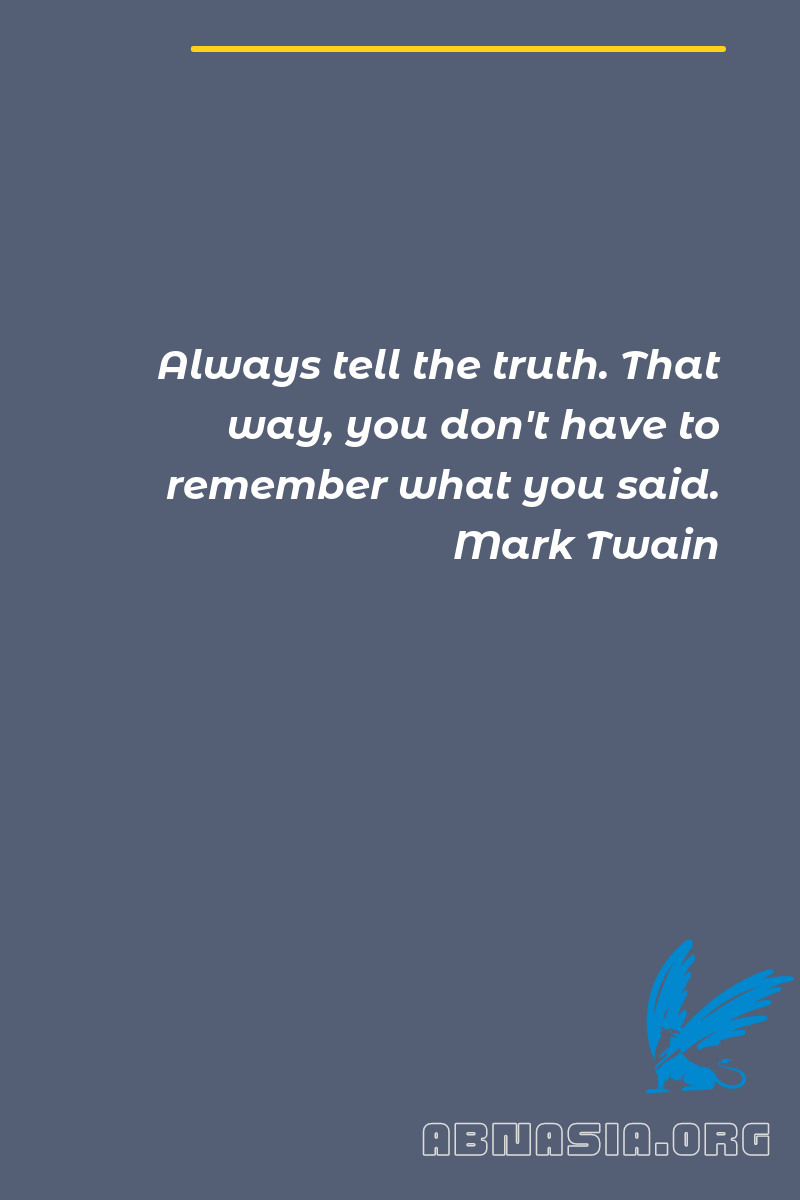 Always tell the truth. That
way, you don't have to
remember what you said.
Mark Twain
ABNASIA.ORG